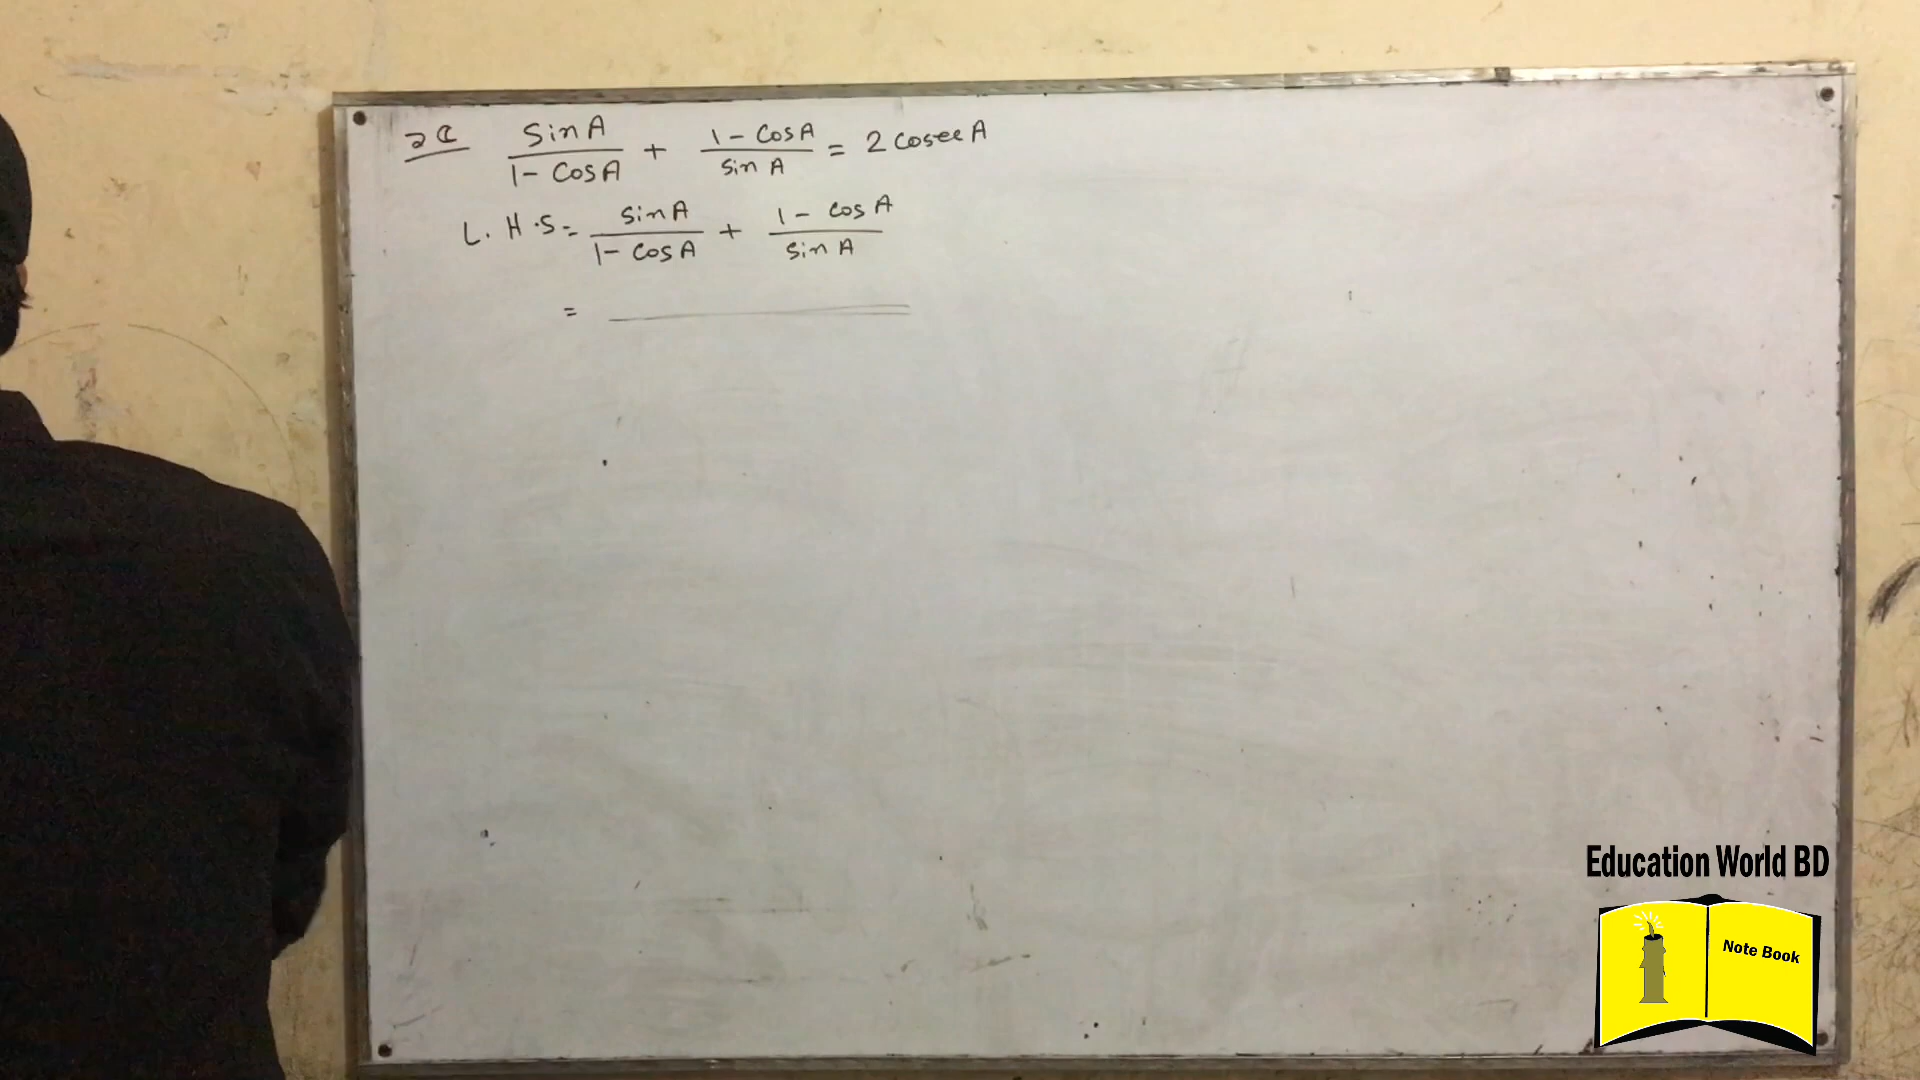 ১৫ SinA/(1 - CosA) + (1 - CosA)/sin A = 2 cosec A
L.H.S = sinA/(1 - cosA) + (1 - cos A)/sin A
=
Education World BD
Note Book